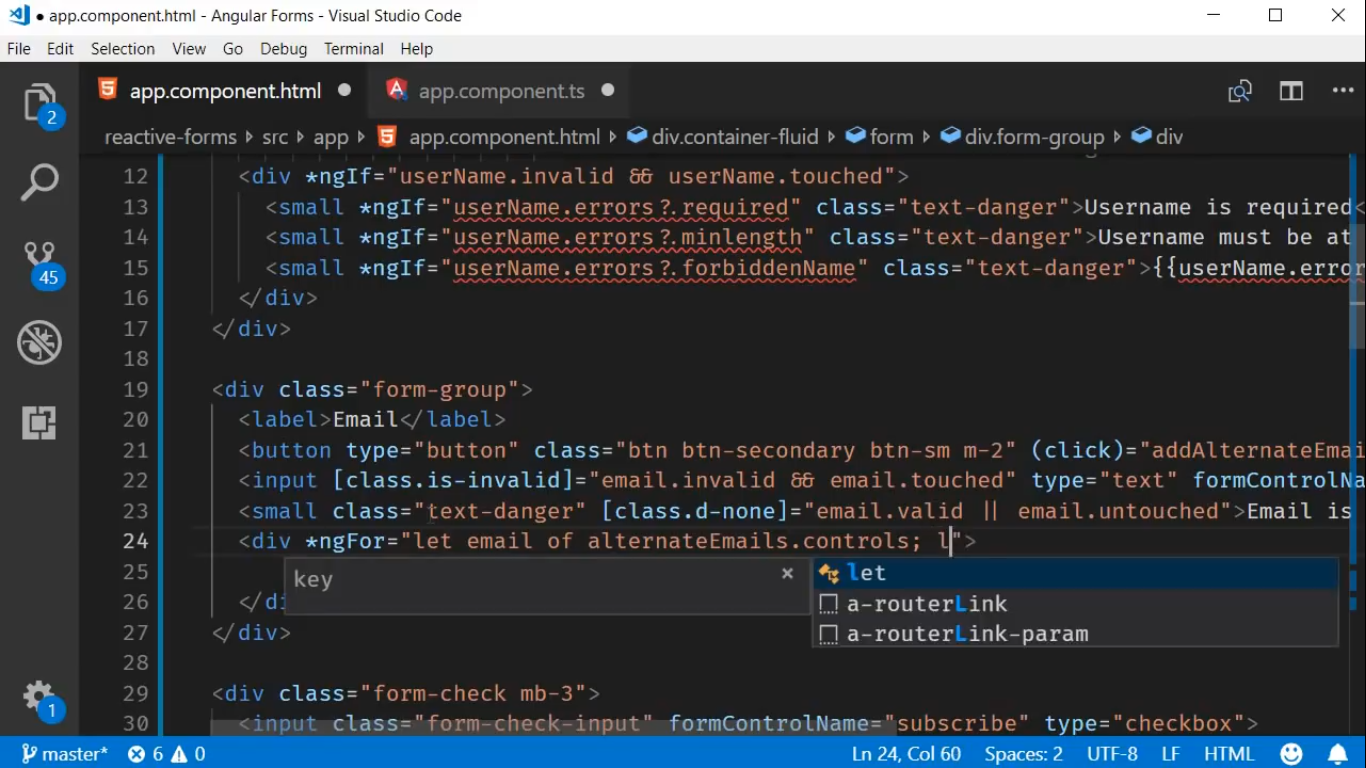 app.component.html - Angular Forms - Visual Studio Code
File Edit Selection View Go Debug Terminal Help
app.component.html app.component.ts
reactive-forms src app app.component.html div.container-fluid form div.form-group div
12 <div *ngIf="userName.invalid && userName.touched">
13 <small *ngIf="userName.errors?.required" class="text-danger">Username is required<
14 <small *ngIf="userName.errors?.minlength" class="text-danger">Username must be at
15 <small *ngIf="userName.errors?.forbiddenName" class="text-danger">{{userName.error
16 </div>
17 </div>
18
19 <div class="form-group">
20 <label>Email</label>
21 <button type="button" class="btn btn-secondary btn-sm m-2" (click)="addAlternateEmai
22 <input [class.is-invalid]="email.invalid && email.touched" type="text" formControlNa
23 <small class="text-danger" [class.d-none]="email.valid || email.untouched">Email is
24 <div *ngFor="let email of alternateEmails.controls; l">
25 key × let
a-routerLink
26 </di a-routerLink-param
27 </div>
28
29 <div class="form-check mb-3">
30 <input class="form-check-input" formControlName="subscribe" type="checkbox">
2
45
1
master* 6 0 Ln 24, Col 60 Spaces: 2 UTF-8 LF HTML